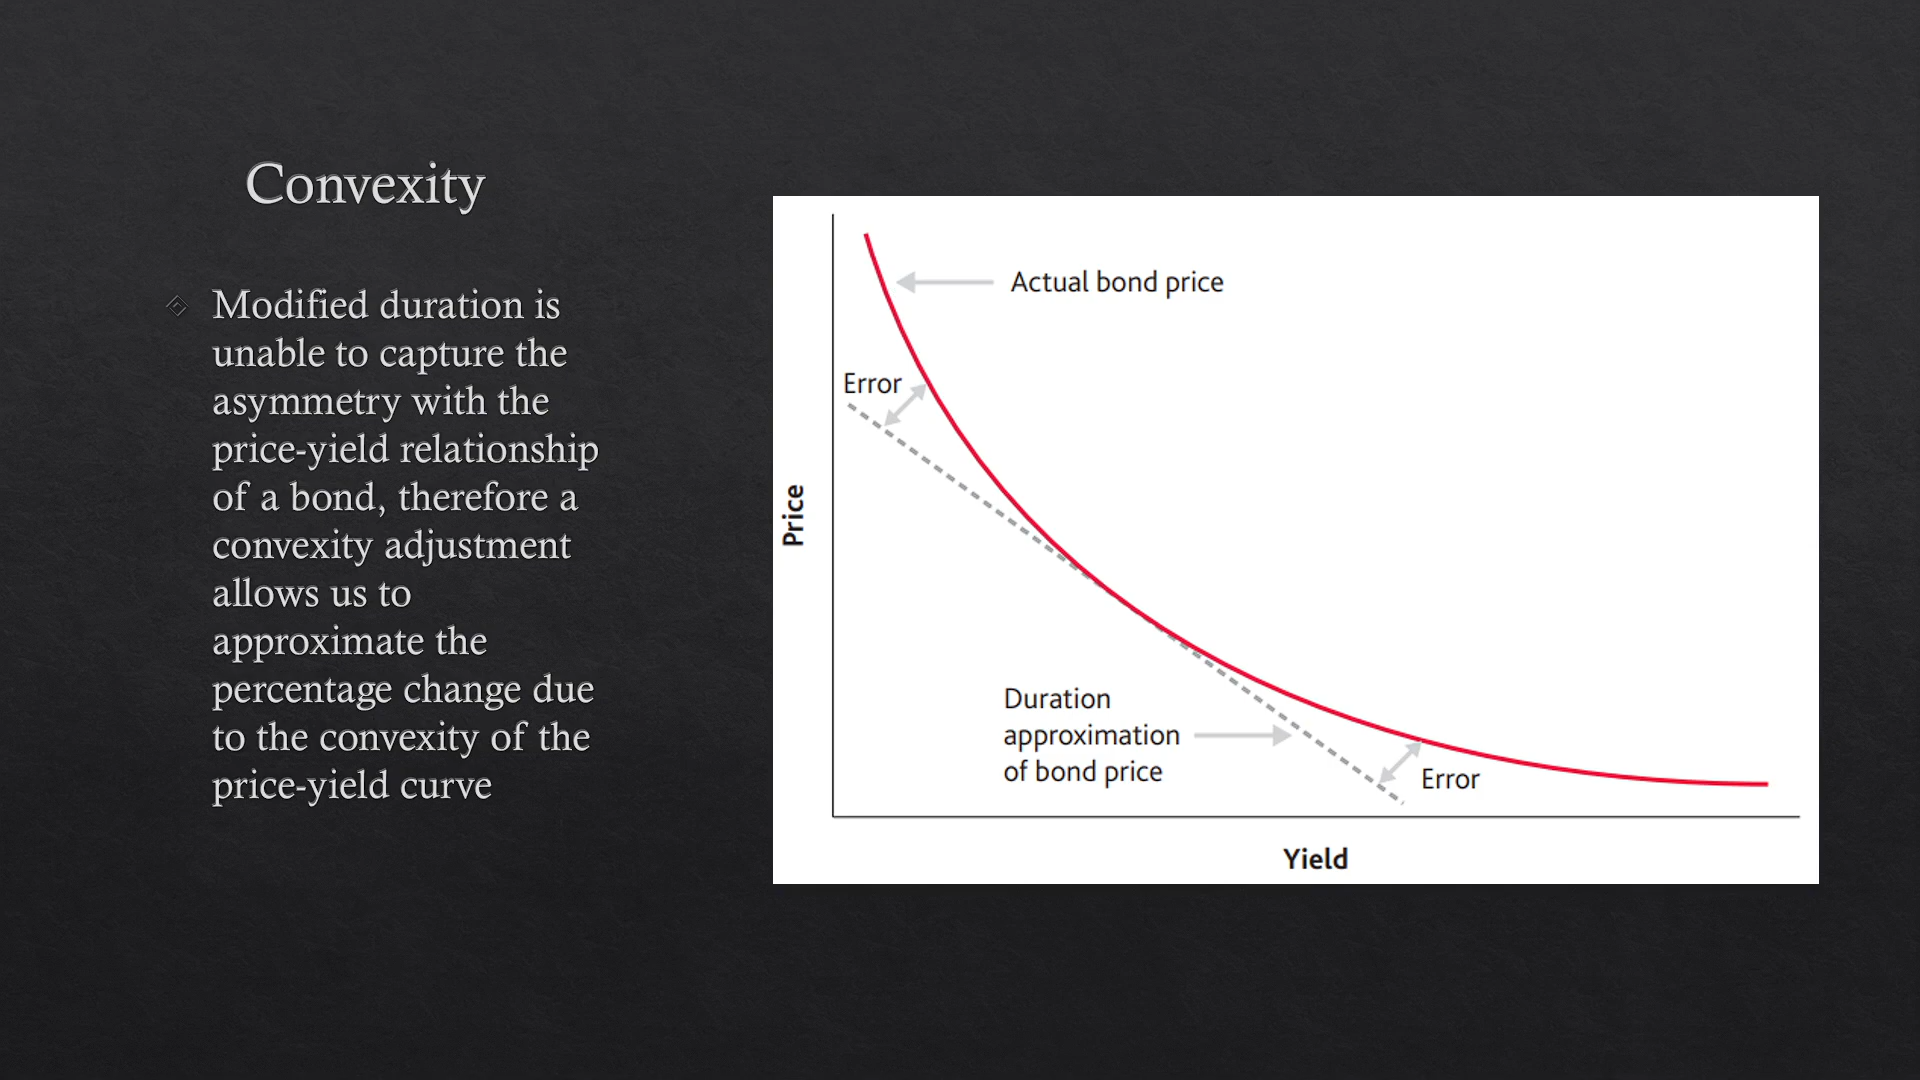 Convexity
Modified duration is
unable to capture the
asymmetry with the
price-yield relationship
of a bond, therefore a
convexity adjustment
allows us to
approximate the
percentage change due
to the convexity of the
price-yield curve
Actual bond price
Error
Price
Duration
approximation
of bond price
Error
Yield